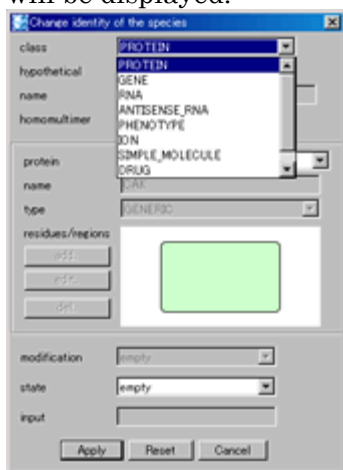 will be displayed.
Change identity of the species
class PROTEIN
PROTEIN
hypothetical
GENE
name
RNA
ANTISENSE_RNA
homomultimer
PHENOTYPE
ION
SIMPLE_MOLECULE
DRUG
protein
name CAK
type GENERIC
residues/regions
add
edit
del
modification empty
state empty
input
Apply Reset Cancel